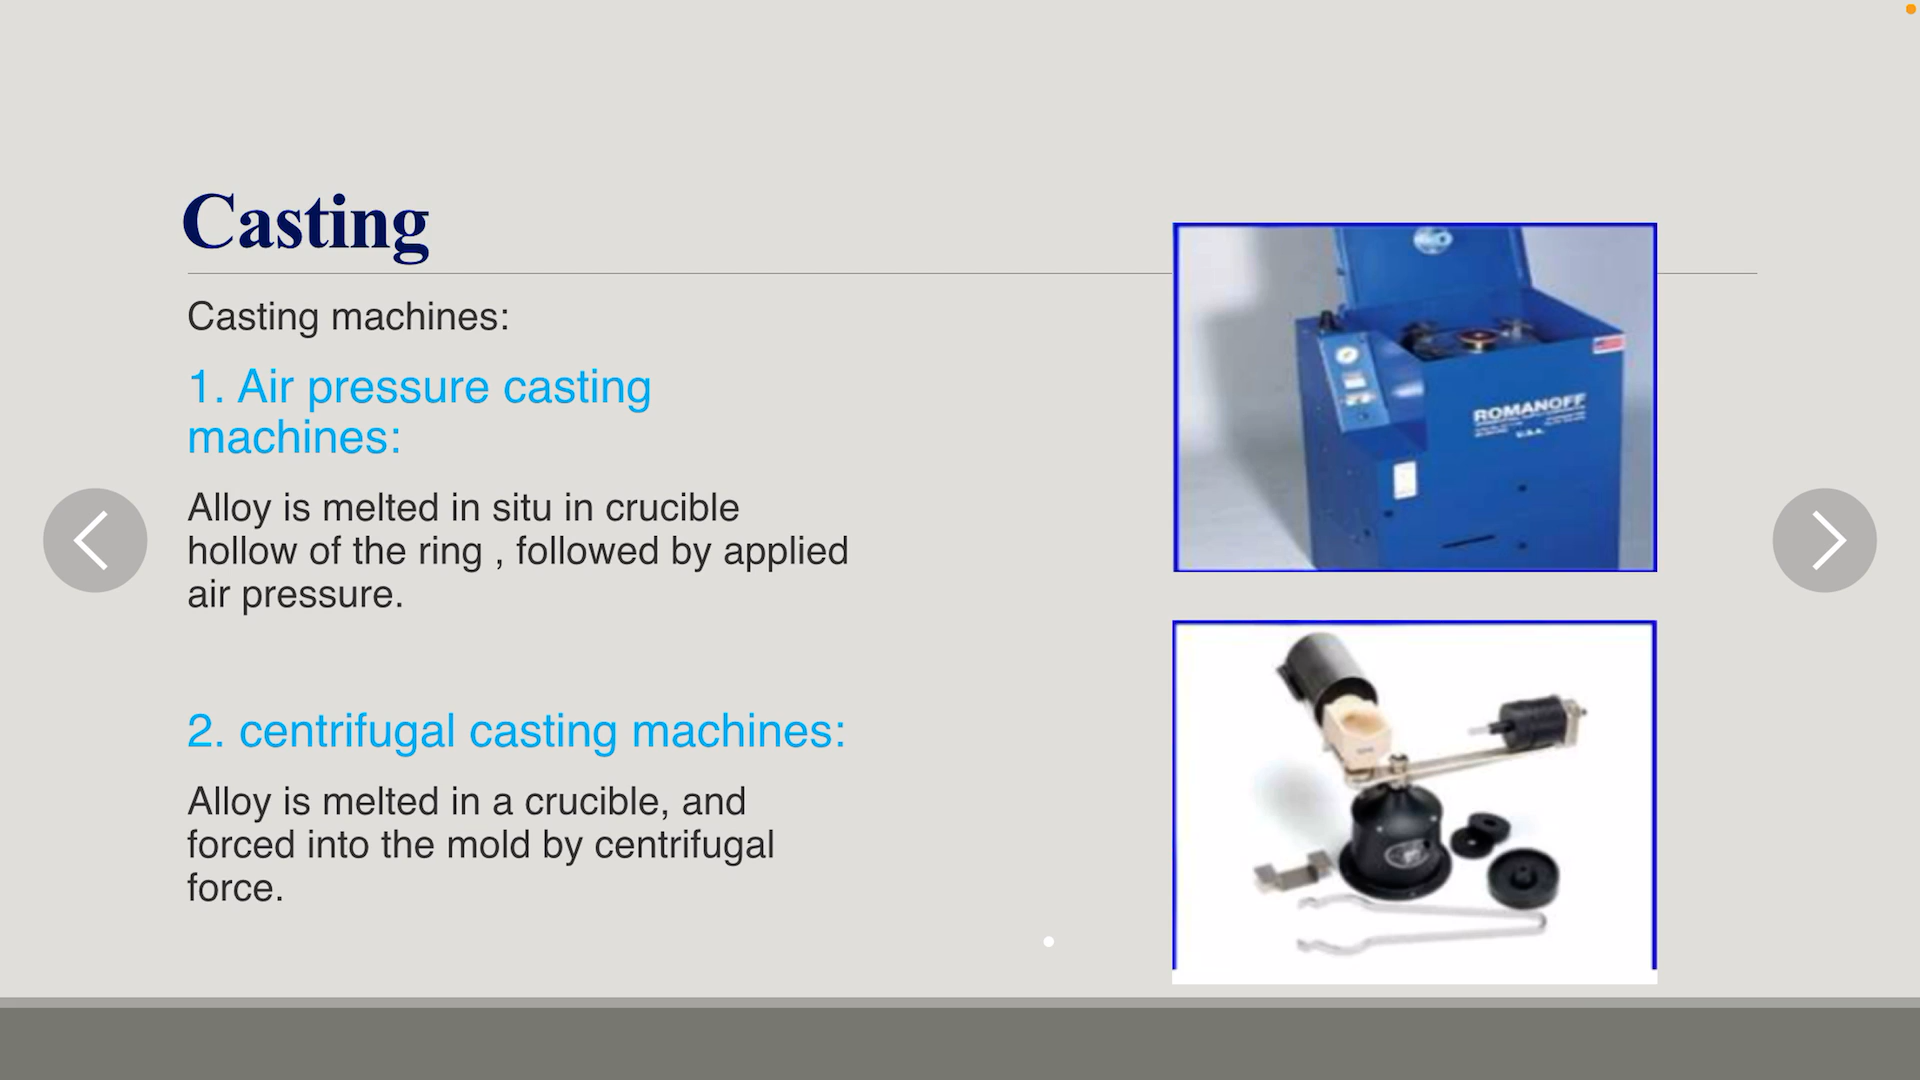 Casting
Casting machines:
1. Air pressure casting
machines:
Alloy is melted in situ in crucible
hollow of the ring , followed by applied
air pressure.
2. centrifugal casting machines:
Alloy is melted in a crucible, and
forced into the mold by centrifugal
force.
ROMANOFF
U.S.A.